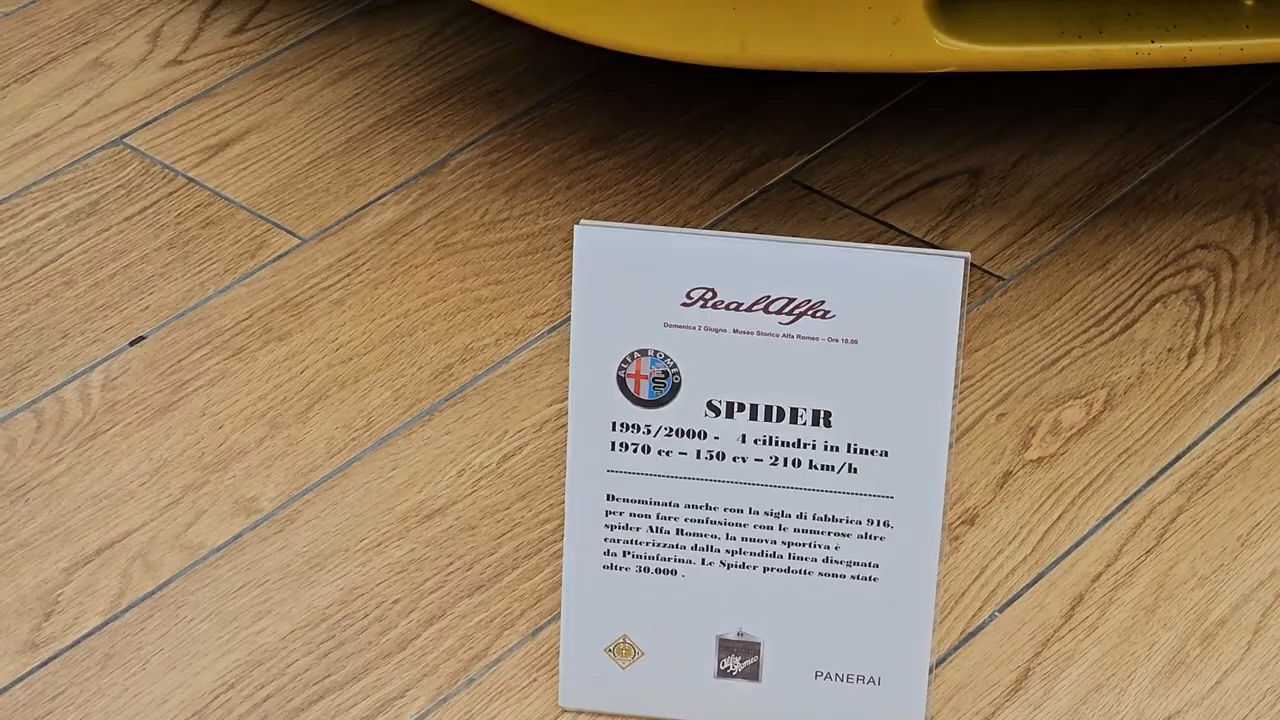 RealAlfa
Domenica 2 Giugno . Museo Storico Alfa Romeo – Ore 10.00
ALFA ROMEO
SPIDER
1995/2000 - 4 cilindri in linea
1970 cc – 150 cv – 210 km/h
Denominata anche con la sigla di fabbrica 916,
per non fare confusione con le numerose altre
spider Alfa Romeo, la nuova sportiva è
caratterizzata dalla splendida linea disegnata
da Pininfarina. Le Spider prodotte sono state
oltre 30.000 .
Alfa Romeo
PANERAI